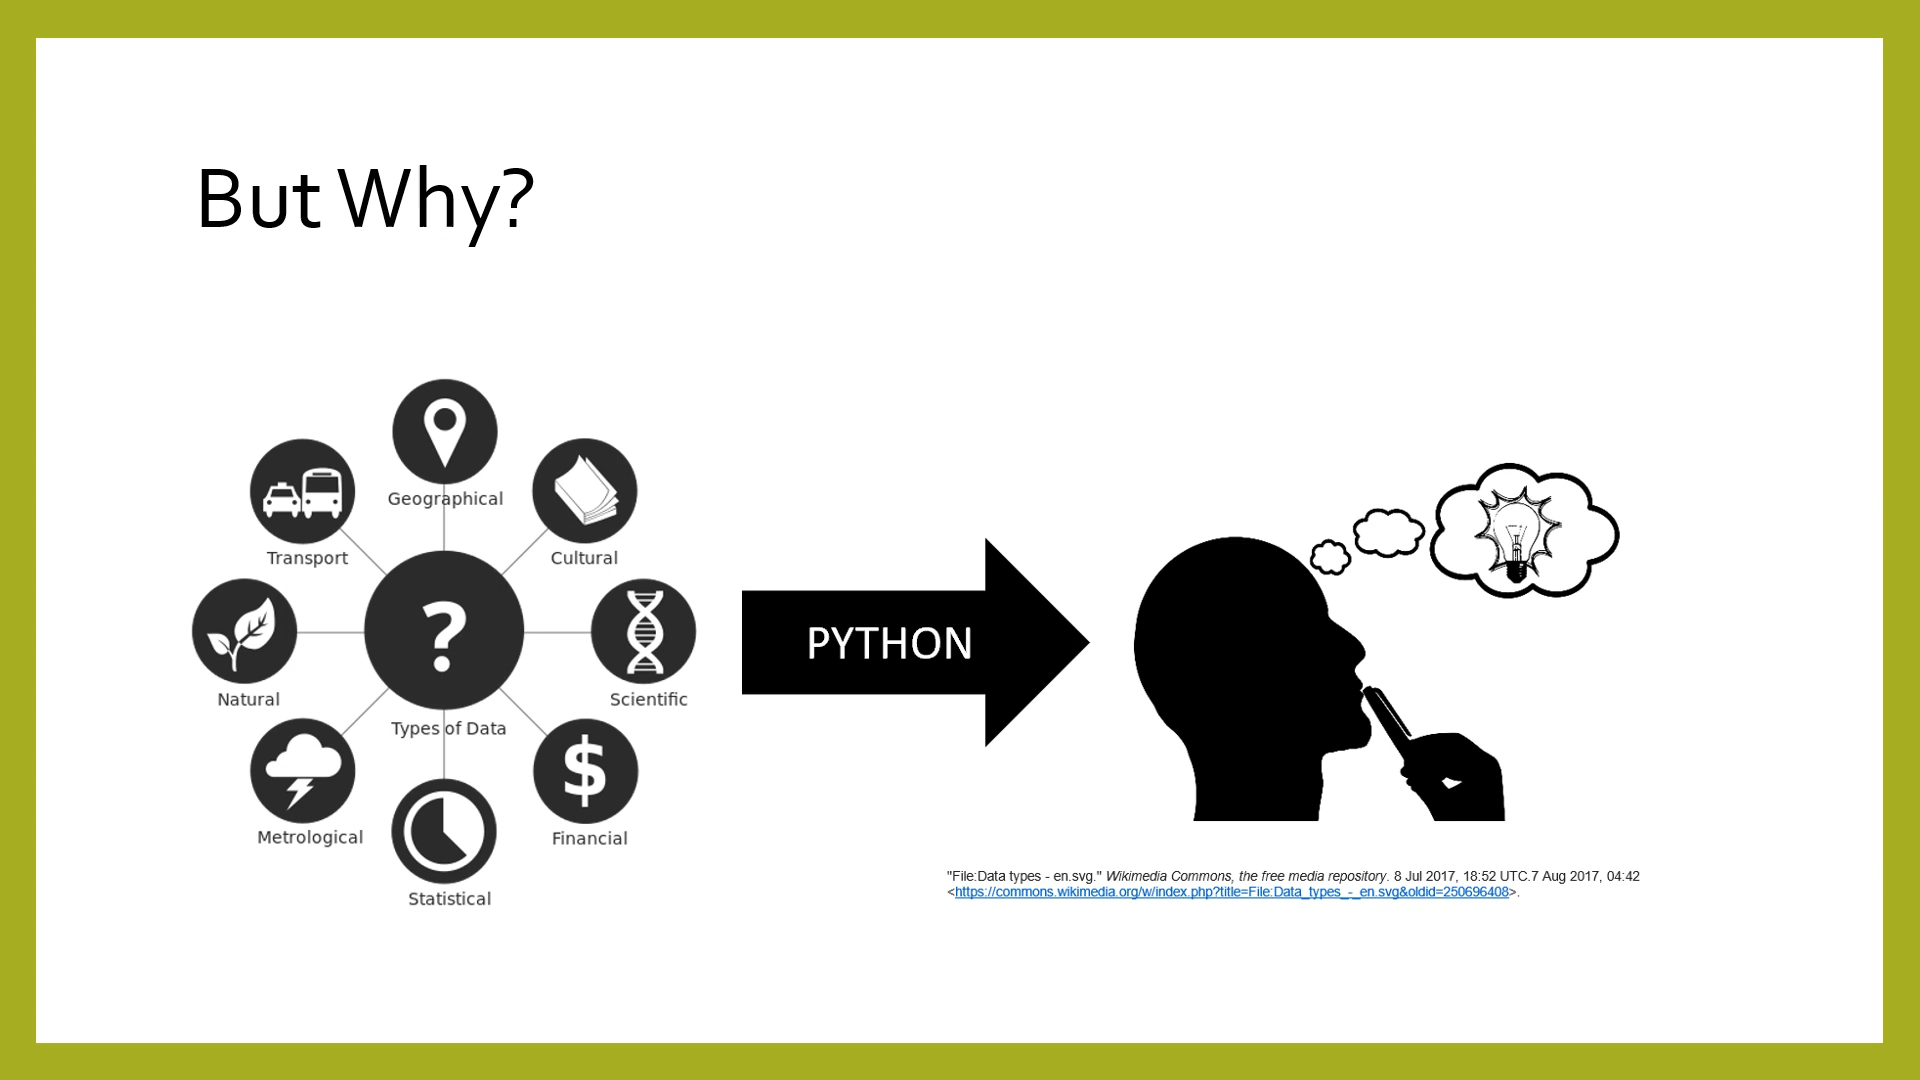 But Why?
Geographical
Transport
Cultural
?
Natural
Scientific
Types of Data
$
Metrological
Financial
Statistical
PYTHON
"File:Data types - en.svg." Wikimedia Commons, the free media repository. 8 Jul 2017, 18:52 UTC.7 Aug 2017, 04:42
<https://commons.wikimedia.org/w/index.php?title=File:Data_types_-_en.svg&oldid=250696408>.